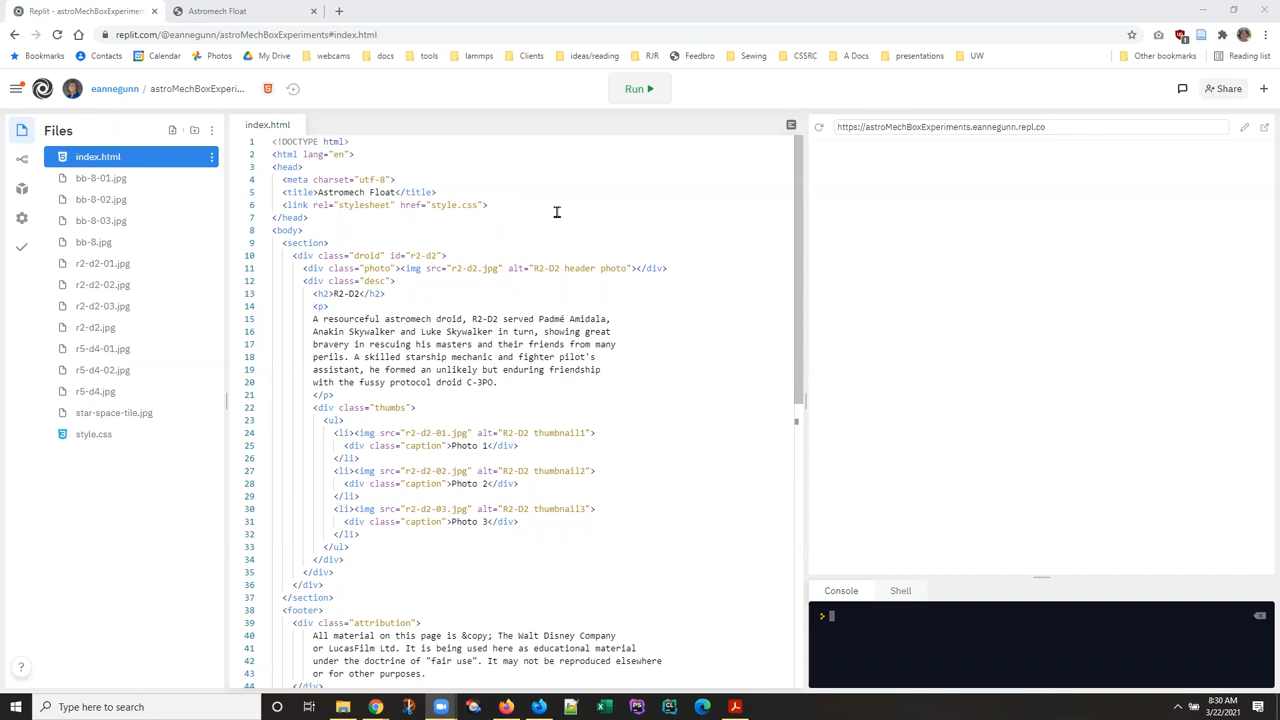 Replit - astroMechBoxExperiments
Astromech Float
replit.com/@eannegunn/astroMechBoxExperiments#index.html
Bookmarks Contacts Calendar Photos My Drive webcams docs tools lammps Clients ideas/reading RJR Feedbro Sewing CSSRC A Docs presentations UW Other bookmarks Reading list
eannegunn / astroMechBoxExperi...
Run
Share
Files
index.html
bb-8-01.jpg
bb-8-02.jpg
bb-8-03.jpg
bb-8.jpg
r2-d2-01.jpg
r2-d2-02.jpg
r2-d2-03.jpg
r2-d2.jpg
r5-d4-01.jpg
r5-d4-02.jpg
r5-d4.jpg
star-space-tile.jpg
style.css
index.html
1 <!DOCTYPE html>
2 <html lang="en">
3 <head>
4 <meta charset="utf-8">
5 <title>Astromech Float</title>
6 <link rel="stylesheet" href="style.css">
7 </head>
8 <body>
9 <section>
10 <div class="droid" id="r2-d2">
11 <div class="photo"><img src="r2-d2.jpg" alt="R2-D2 header photo"></div>
12 <div class="desc">
13 <h2>R2-D2</h2>
14 <p>
15 A resourceful astromech droid, R2-D2 served Padmé Amidala,
16 Anakin Skywalker and Luke Skywalker in turn, showing great
17 bravery in rescuing his masters and their friends from many
18 perils. A skilled starship mechanic and fighter pilot's
19 assistant, he formed an unlikely but enduring friendship
20 with the fussy protocol droid C-3PO.
21 </p>
22 <div class="thumbs">
23 <ul>
24 <li><img src="r2-d2-01.jpg" alt="R2-D2 thumbnail1">
25 <div class="caption">Photo 1</div>
26 </li>
27 <li><img src="r2-d2-02.jpg" alt="R2-D2 thumbnail2">
28 <div class="caption">Photo 2</div>
29 </li>
30 <li><img src="r2-d2-03.jpg" alt="R2-D2 thumbnail3">
31 <div class="caption">Photo 3</div>
32 </li>
33 </ul>
34 </div>
35 </div>
36 </div>
37 </section>
38 <footer>
39 <div class="attribution">
40 All material on this page is &copy; The Walt Disney Company
41 or LucasFilm Ltd. It is being used here as educational material
42 under the doctrine of "fair use". It may not be reproduced elsewhere
43 or for other purposes.
44 </div>
https://astroMechBoxExperiments.eannegunn.repl.co
Console Shell
>
?
Type here to search
8:30 AM
3/22/2021